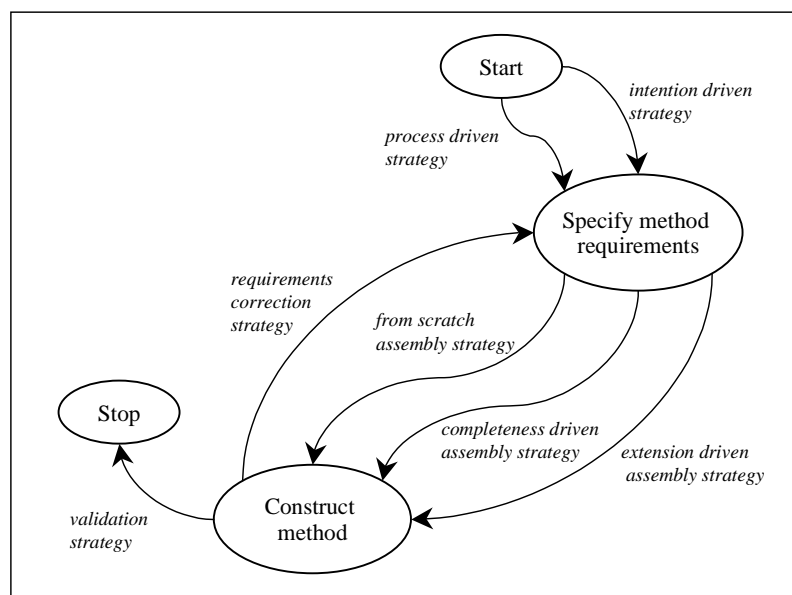 Start
intention driven
strategy
process driven
strategy
Specify method
requirements
requirements
correction
strategy
from scratch
assembly strategy
Stop
completeness driven
assembly strategy
extension driven
assembly strategy
Construct
method
validation
strategy